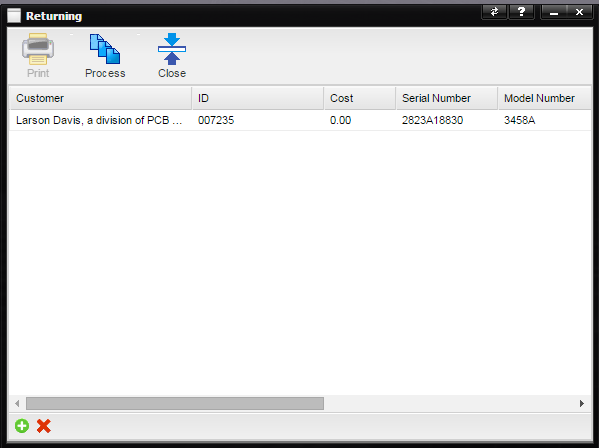 Returning
Print Process Close
Customer ID Cost Serial Number Model Number
Larson Davis, a division of PCB ... 007235 0.00 2823A18830 3458A